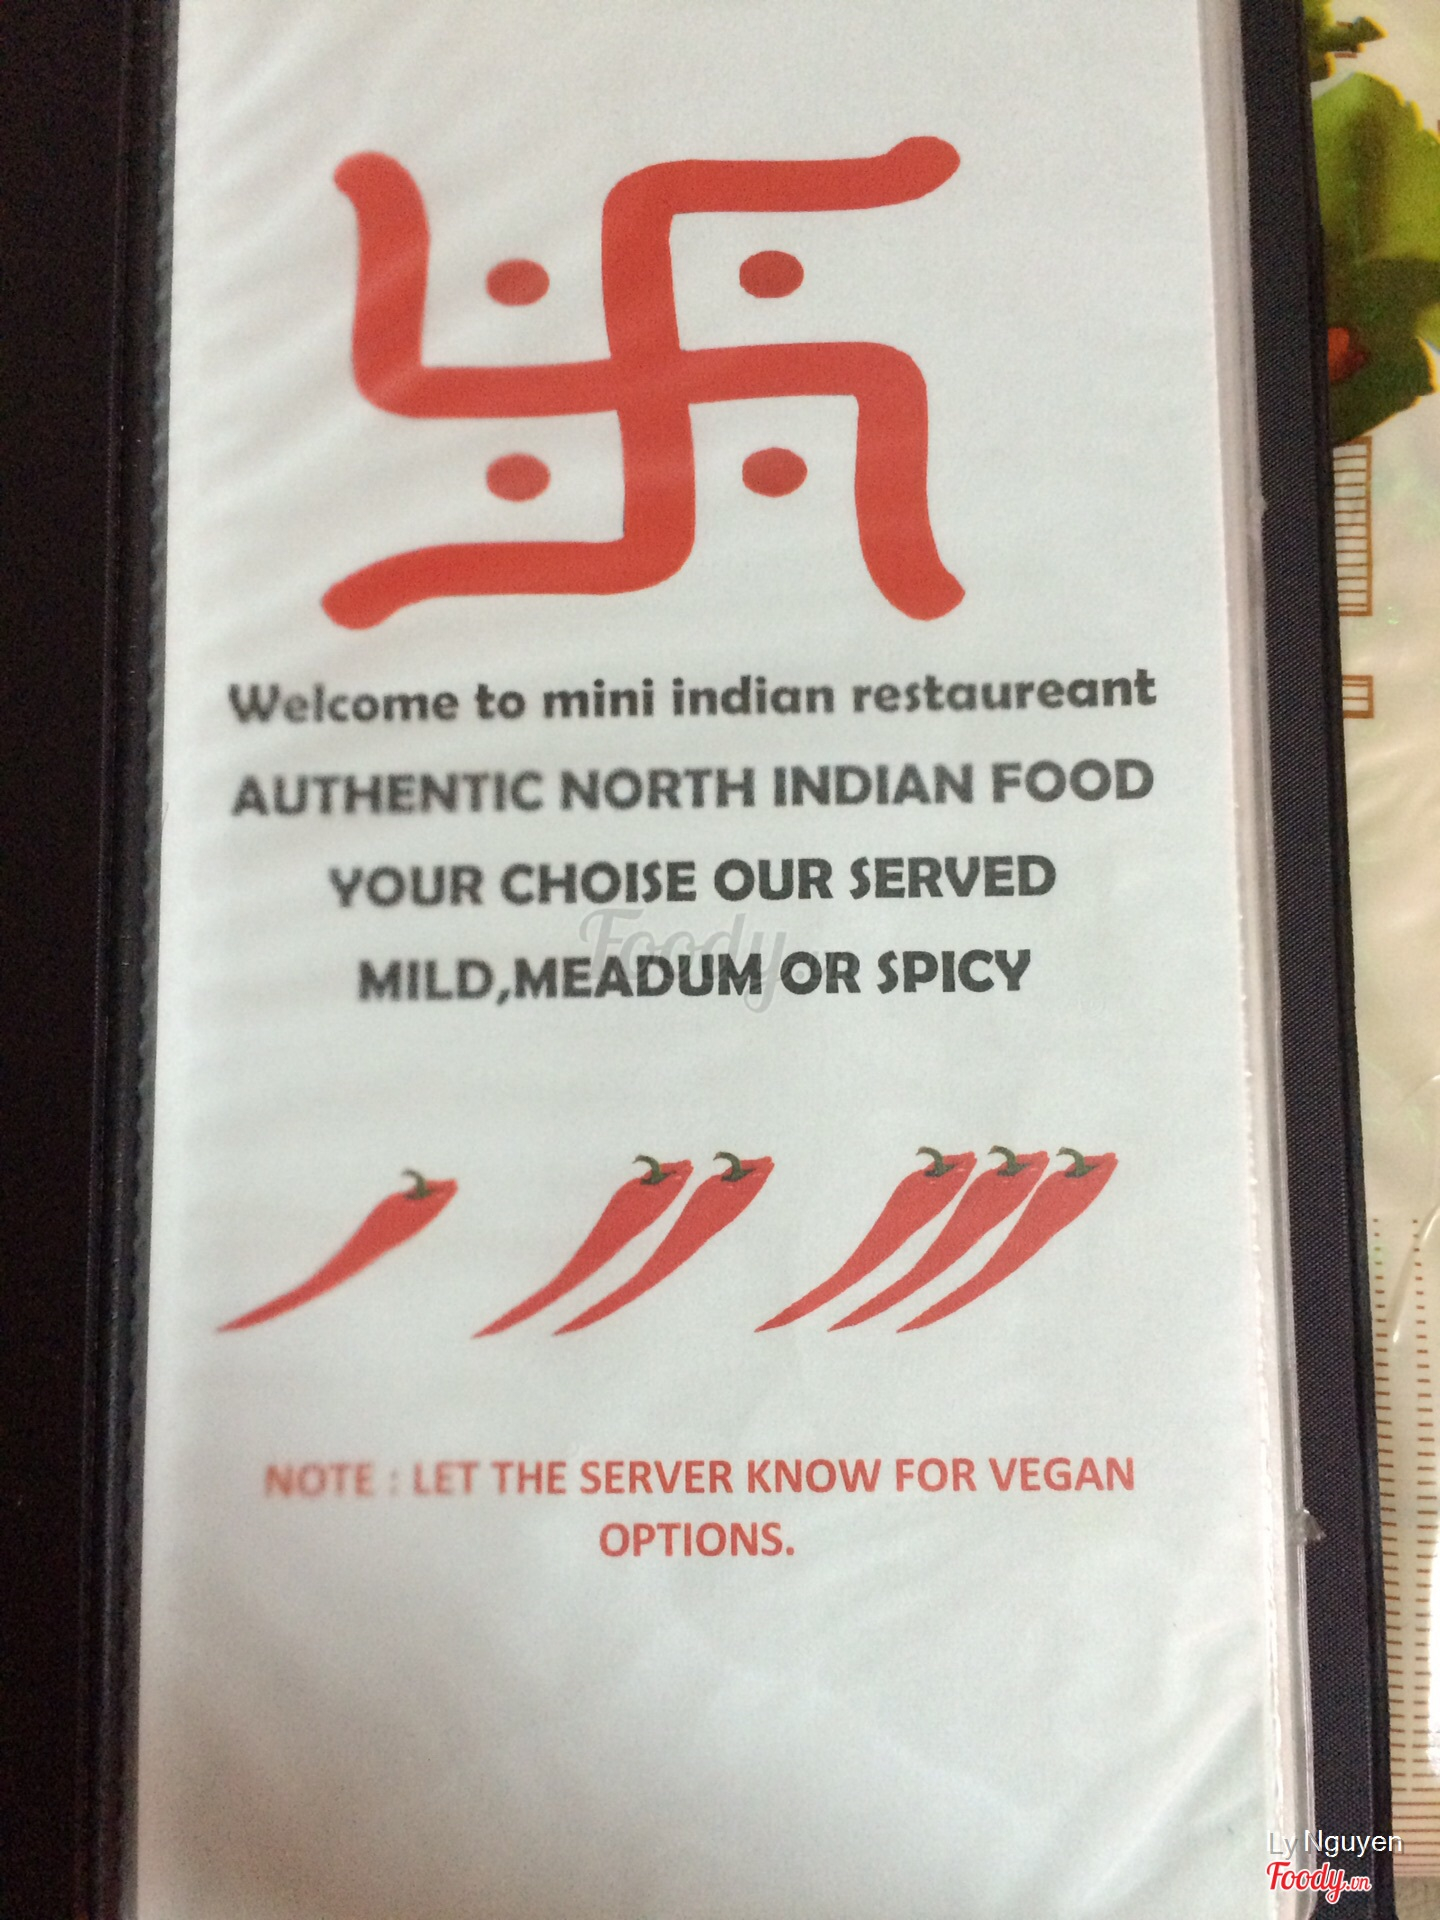 Welcome to mini indian restaureant
AUTHENTIC NORTH INDIAN FOOD
YOUR CHOISE OUR SERVED
MILD,MEADUM OR SPICY
Foody.vn
NOTE : LET THE SERVER KNOW FOR VEGAN
OPTIONS.
Ly Nguyen
Foody.vn